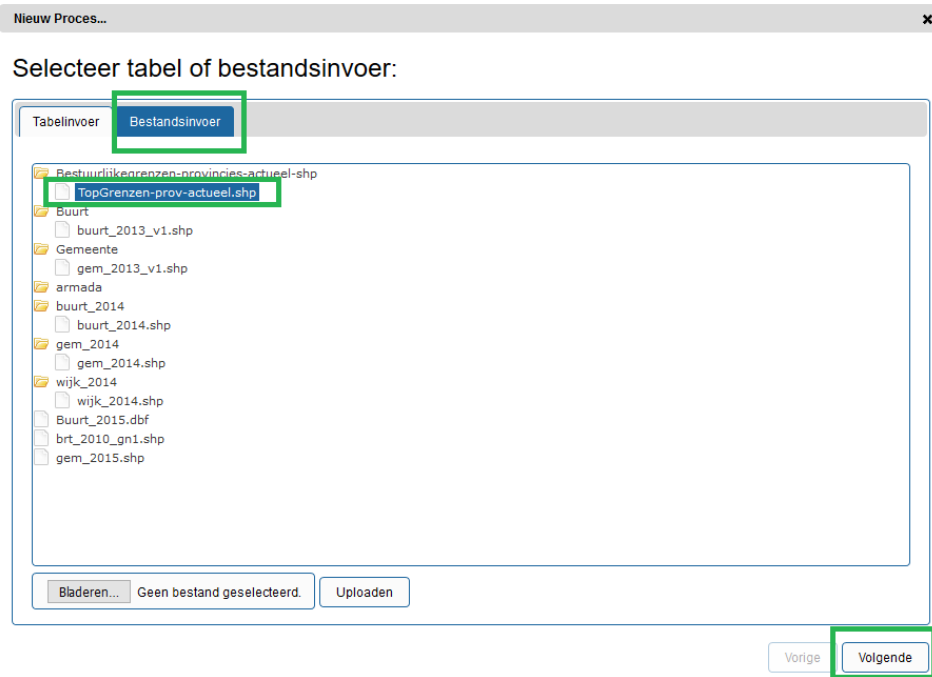 Nieuw Proces...
Selecteer tabel of bestandsinvoer:
Tabelinvoer Bestandsinvoer
Bestuurlijkegrenzen-provincies-actueel-shp
TopGrenzen-prov-actueel.shp
Buurt
buurt_2013_v1.shp
Gemeente
gem_2013_v1.shp
armada
buurt_2014
buurt_2014.shp
gem_2014
gem_2014.shp
wijk_2014
wijk_2014.shp
Buurt_2015.dbf
brt_2010_gn1.shp
gem_2015.shp
Bladeren... Geen bestand geselecteerd. Uploaden
Vorige Volgende